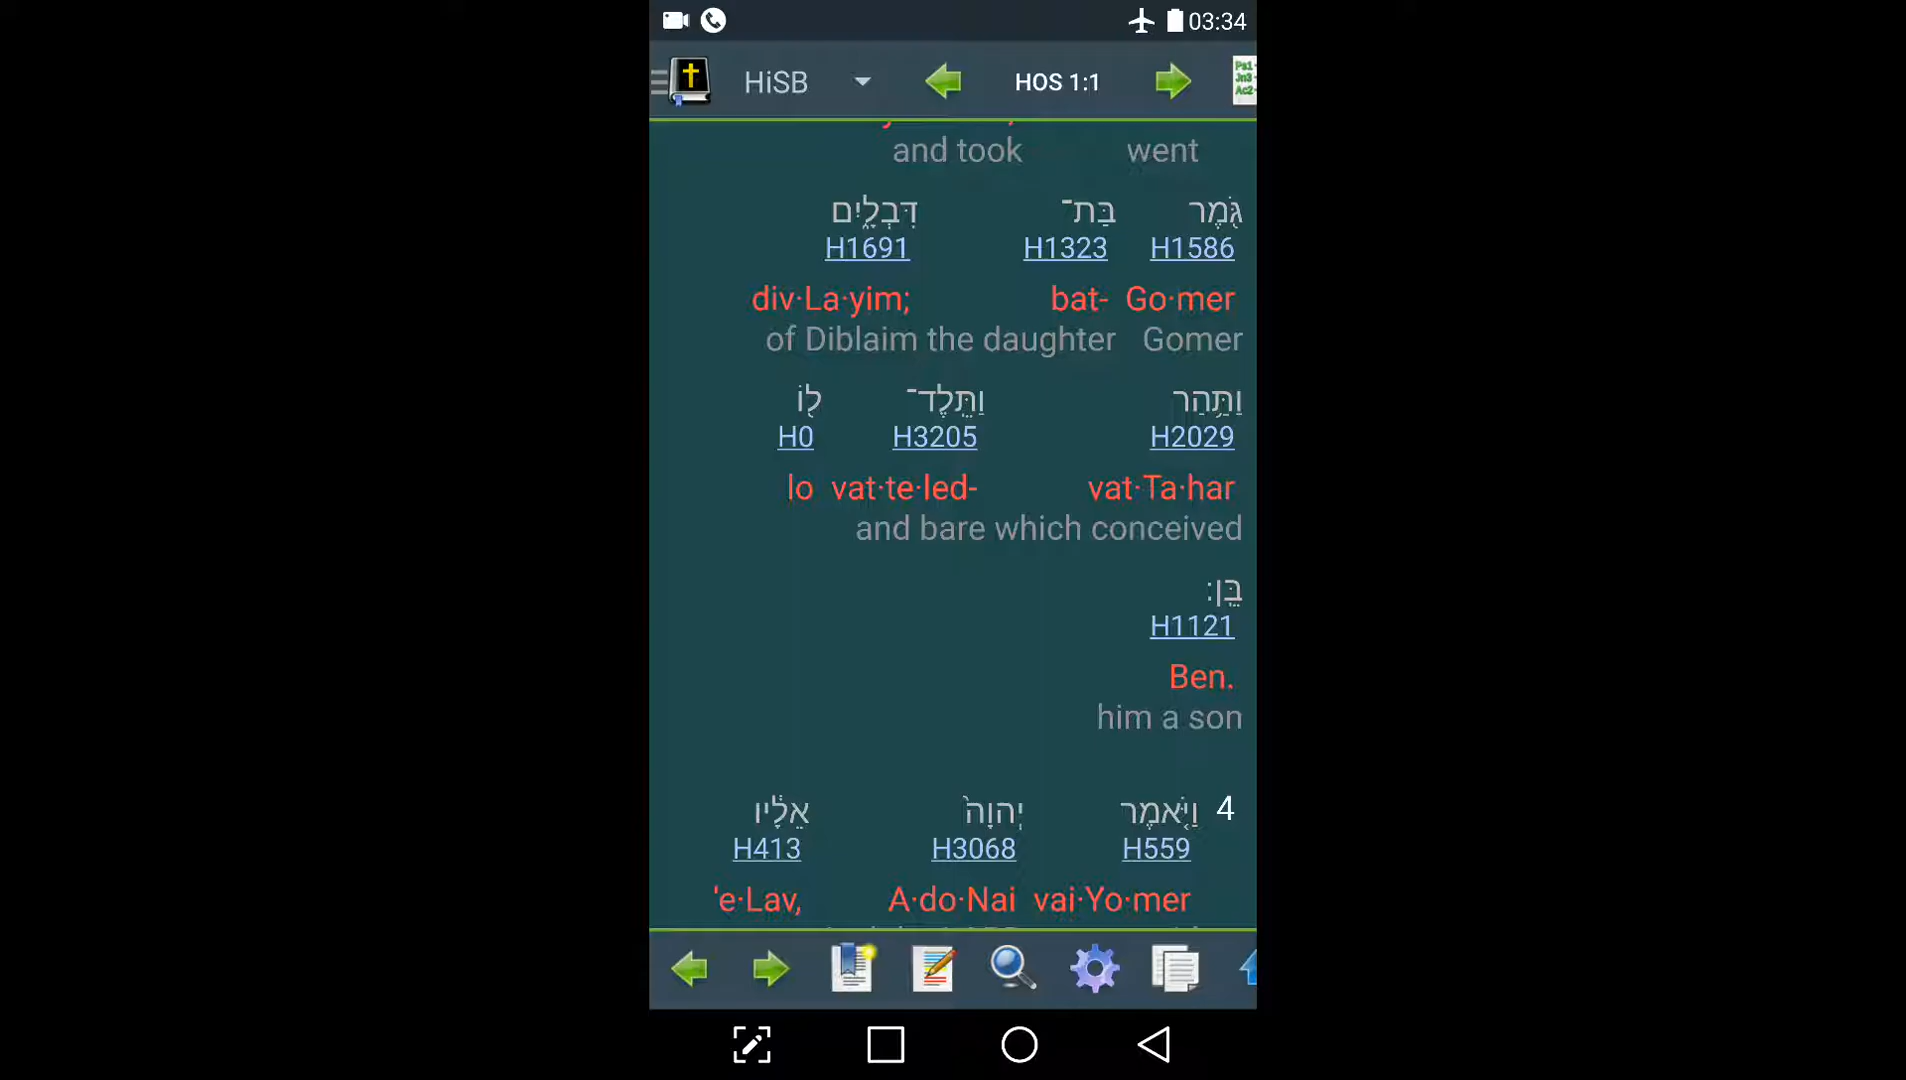 03:34
HiSB HOS 1:1
and took went
גֹּ֖מֶר בַּת־ דִּבְלָ֑יִם
H1691 H1323 H1586
div·La·yim; bat- Go·mer
of Diblaim the daughter Gomer
וַתַּ֥הַר וַתֵּֽלֶד־ ל֖וֹ
H0 H3205 H2029
lo vat·te·led- vat·Ta·har
and bare which conceived
בֵּֽן׃
H1121
Ben.
him a son
4 וַיֹּ֤אמֶר יְהוָה֙ אֵלָ֔יו
H413 H3068 H559
'e·Lav, A·do·Nai vai·Yo·mer